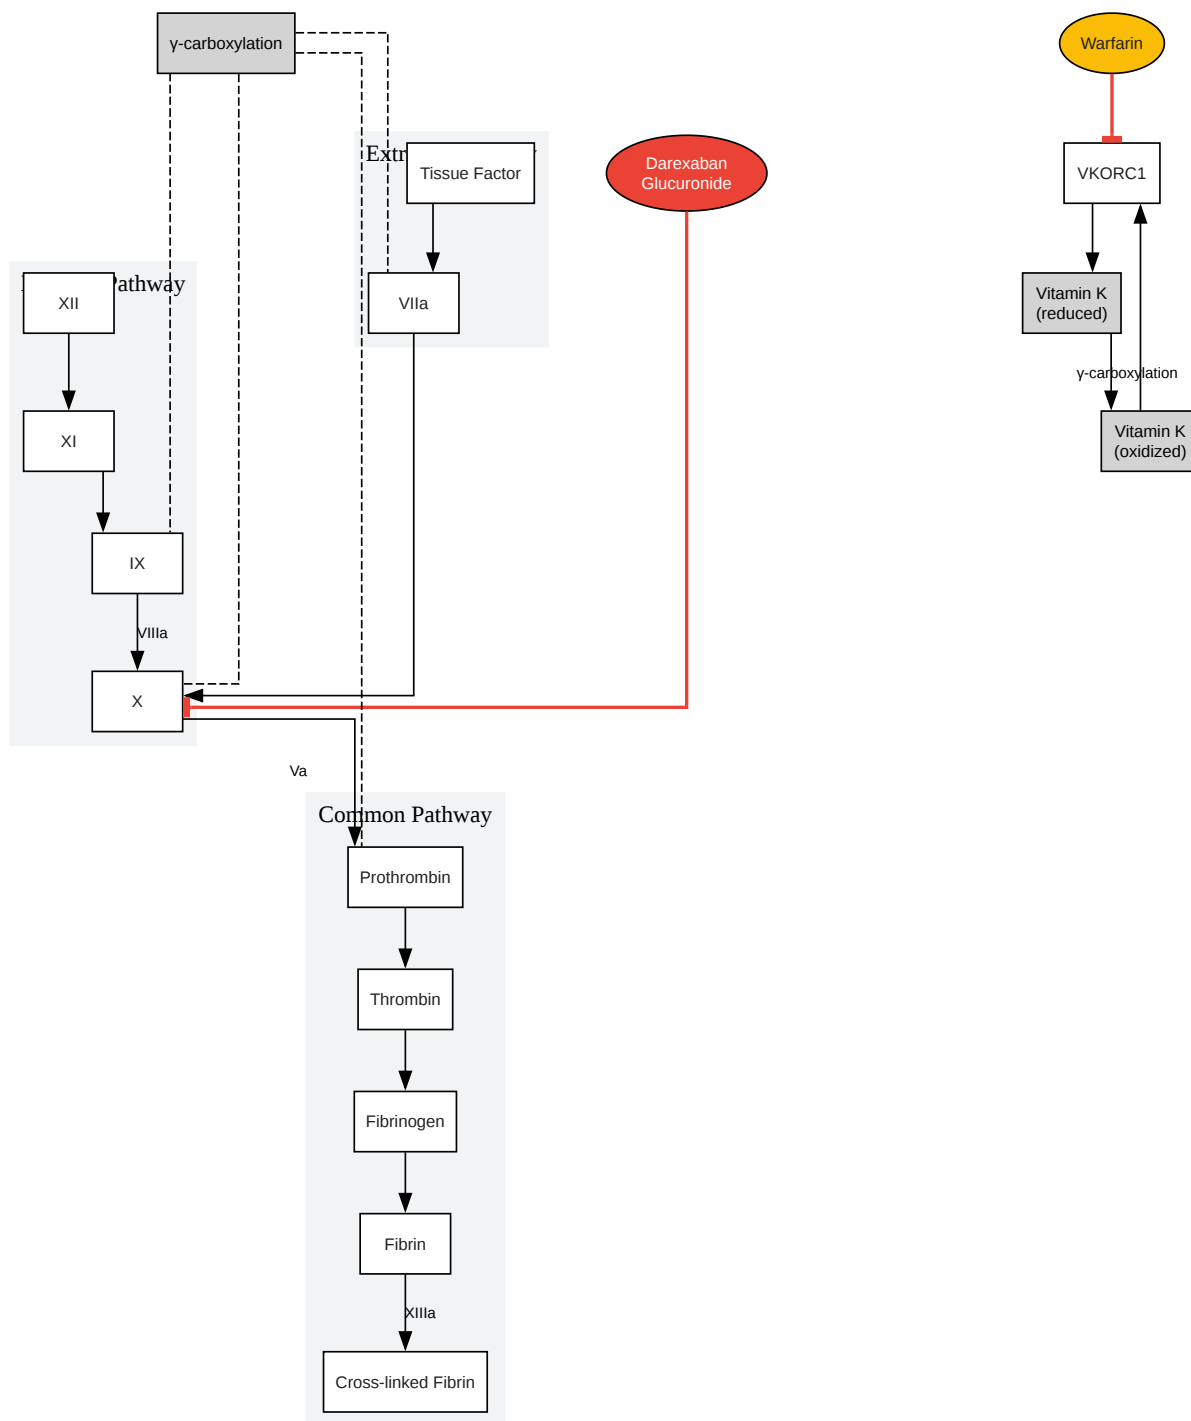 γ-carboxylation
Warfarin
Extr
Tissue Factor
Darexaban
Glucuronide
VKORC1
Pathway
XII
VIIa
Vitamin K
(reduced)
γ-carboxylation
XI
Vitamin K
(oxidized)
IX
VIIIa
X
Va
Common Pathway
Prothrombin
Thrombin
Fibrinogen
Fibrin
XIIIa
Cross-linked Fibrin